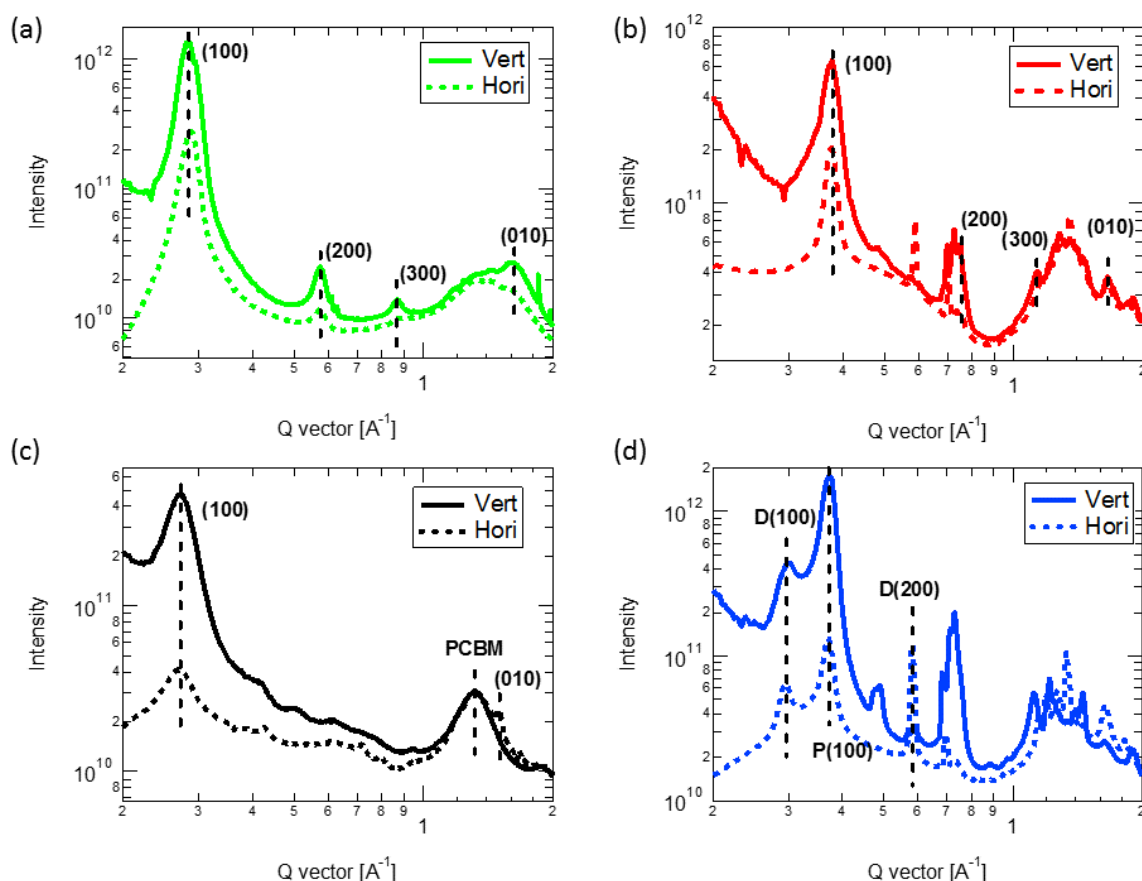 (a)
(100)
Vert
Hori
(200)
(300)
(010)
Intensity
10^12
8
6
4
2
10^11
8
6
4
2
10^10
8
6
2 3 4 5 6 7 8 9 1 2
Q vector [A^-1]
(b)
(100)
Vert
Hori
(200)
(300)
(010)
Intensity
10^12
8
6
4
2
10^11
8
6
4
2
2 3 4 5 6 7 8 9 1 2
Q vector [A^-1]
(c)
(100)
Vert
Hori
PCBM
(010)
Intensity
6
4
2
10^11
8
6
4
2
10^10
8
2 3 4 5 6 7 8 9 1 2
Q vector [A^-1]
(d)
D(100)
Vert
Hori
D(200)
P(100)
Intensity
2
10^12
8
6
4
2
10^11
8
6
4
2
10^10
2 3 4 5 6 7 8 9 1 2
Q vector [A^-1]